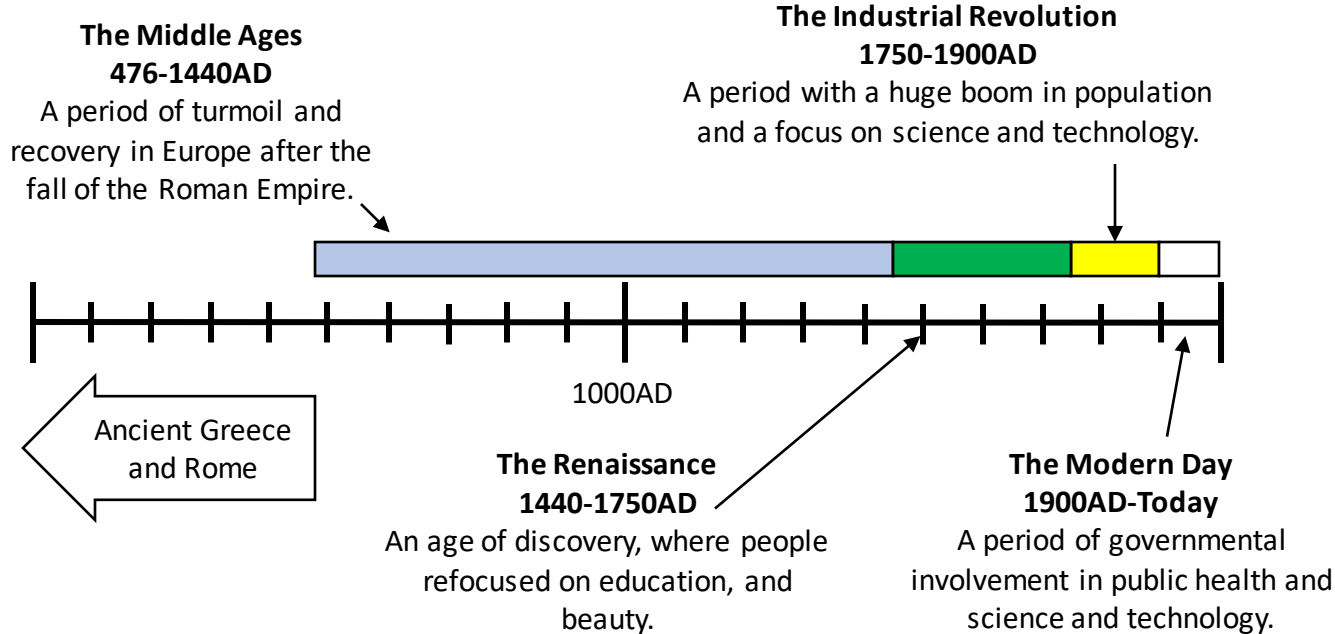 The Middle Ages
476-1440AD
A period of turmoil and
recovery in Europe after the
fall of the Roman Empire.
The Industrial Revolution
1750-1900AD
A period with a huge boom in population
and a focus on science and technology.
1000AD
Ancient Greece
and Rome
The Renaissance
1440-1750AD
An age of discovery, where people
refocused on education, and
beauty.
The Modern Day
1900AD-Today
A period of governmental
involvement in public health and
science and technology.